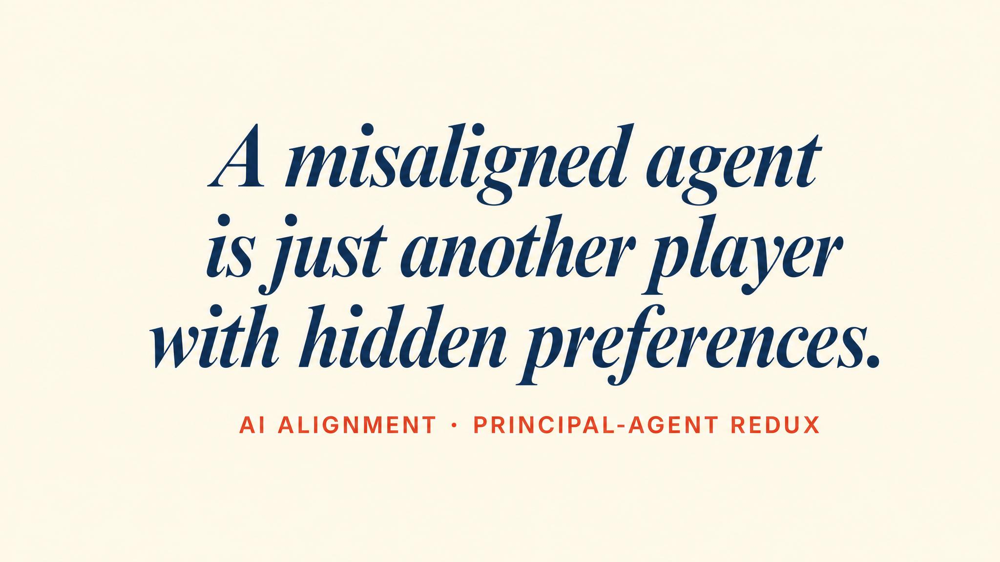 A misaligned agent
is just another player
with hidden preferences.
AI ALIGNMENT · PRINCIPAL-AGENT REDUX